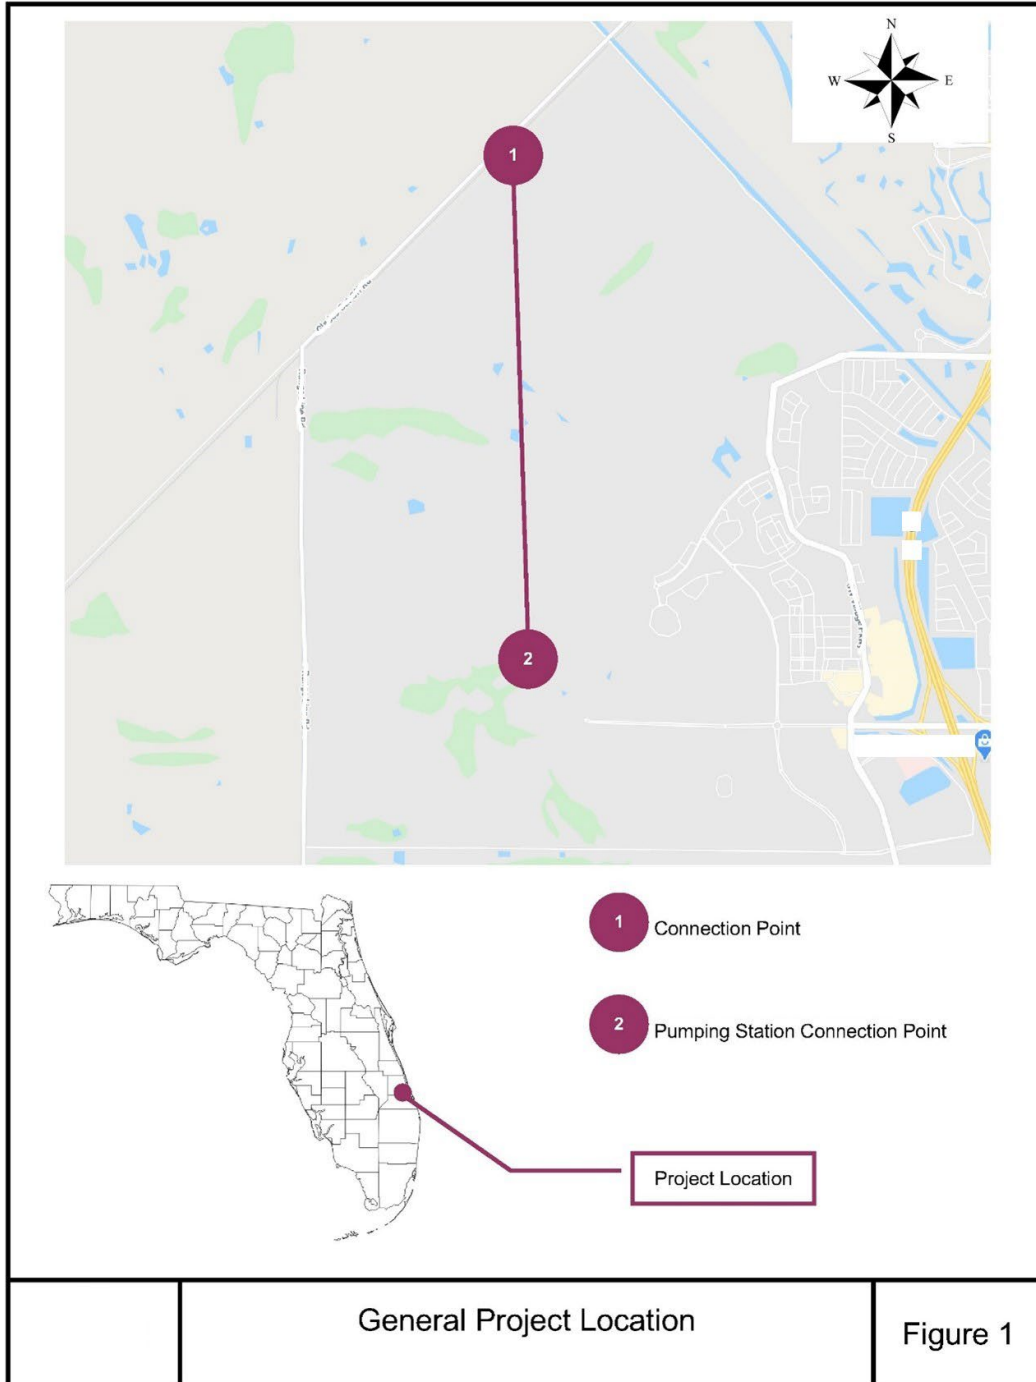 N
W
E
S
1
2
1
Connection Point
2
Pumping Station Connection Point
Project Location
General Project Location
Figure 1